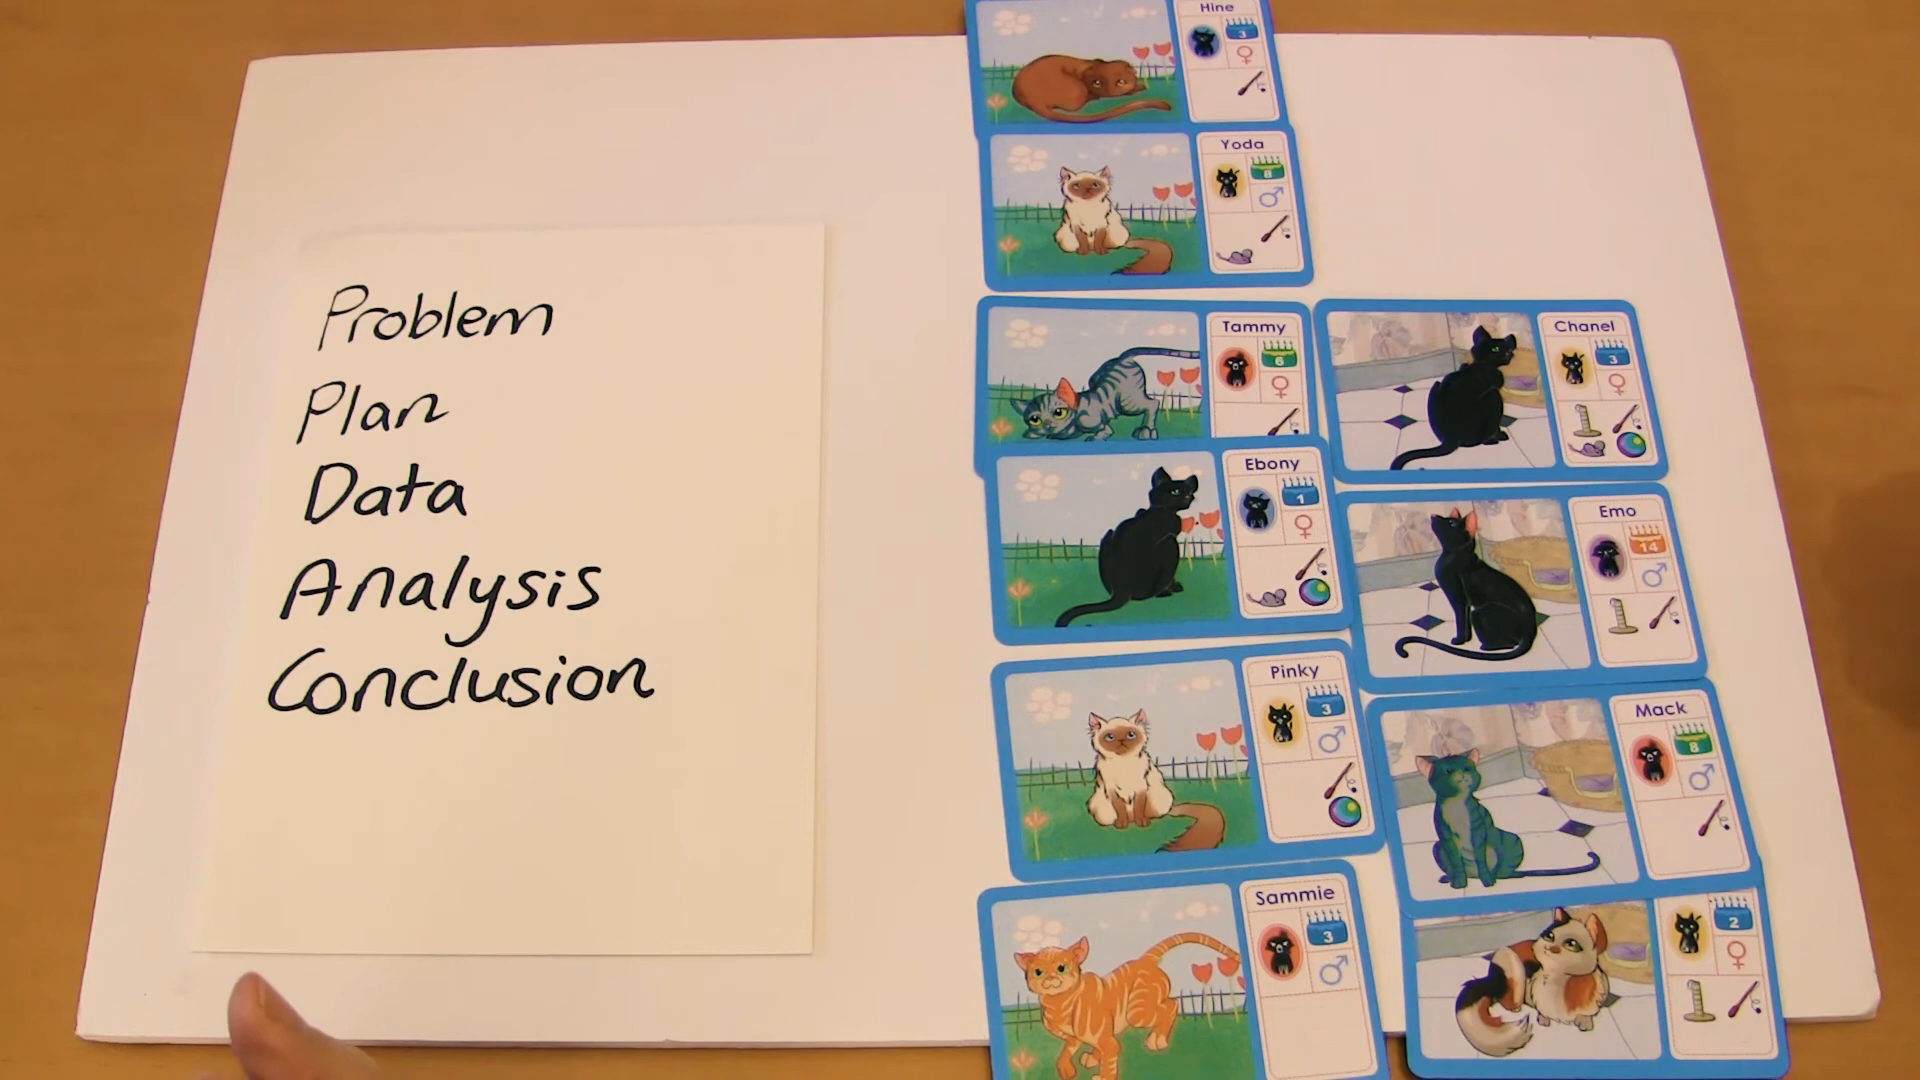 Problem
Plan
Data
Analysis
Conclusion
Hine
3
Yoda
8
Tammy
6
Ebony
1
Pinky
3
Sammie
3
Chanel
3
Emo
14
Mack
8
2